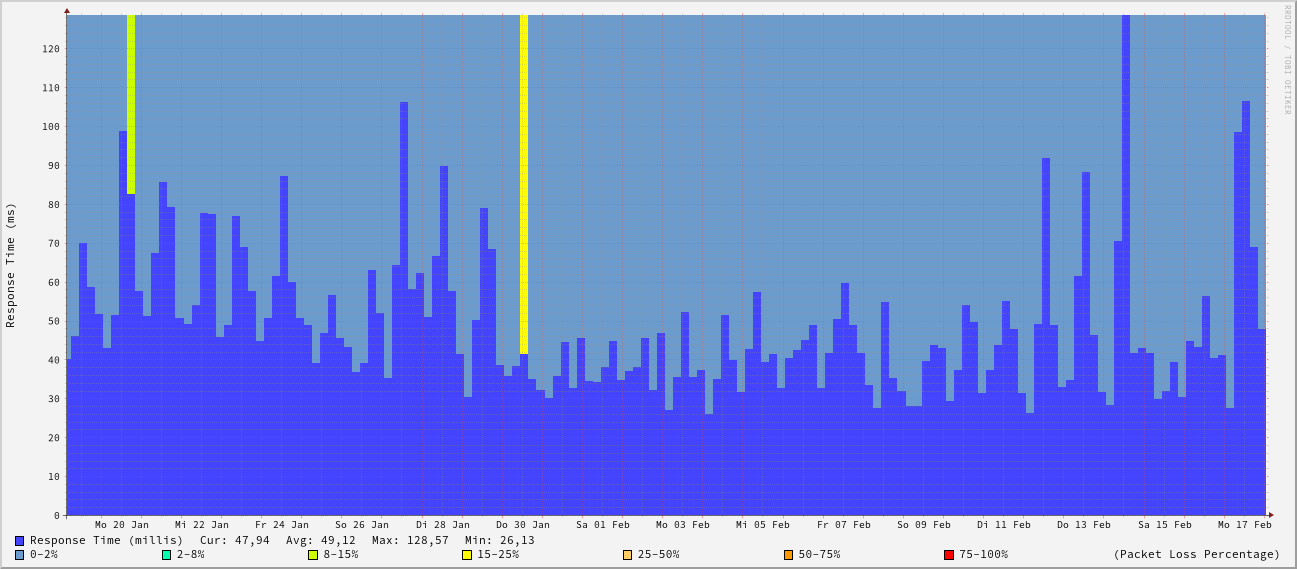 RRDTOOL / TOBI OETIKER
Response Time (ms)
120
110
100
90
80
70
60
50
40
30
20
10
0
Mo 20 Jan Mi 22 Jan Fr 24 Jan So 26 Jan Di 28 Jan Do 30 Jan Sa 01 Feb Mo 03 Feb Mi 05 Feb Fr 07 Feb So 09 Feb Di 11 Feb Do 13 Feb Sa 15 Feb Mo 17 Feb
Response Time (millis) Cur: 47,94 Avg: 49,12 Max: 128,57 Min: 26,13
0-2% 2-8% 8-15% 15-25% 25-50% 50-75% 75-100% (Packet Loss Percentage)